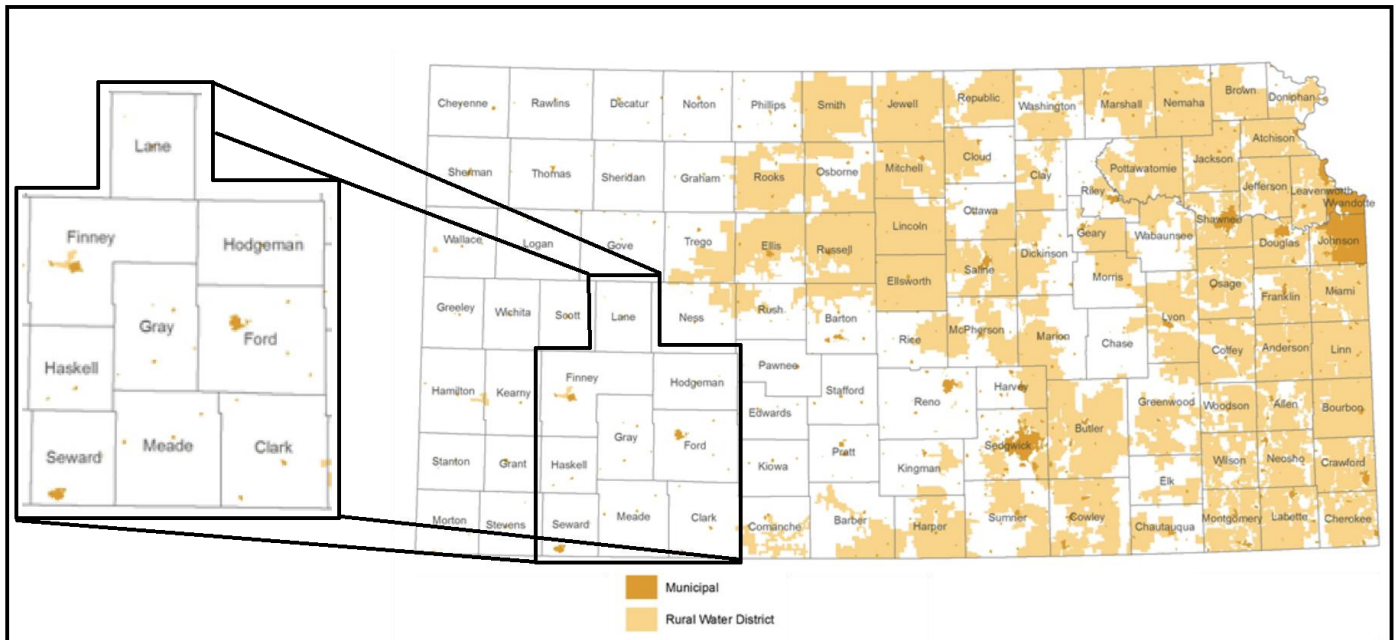 Lane
Finney
Hodgeman
Gray
Ford
Haskell
Meade
Clark
Seward
Cheyenne
Rawlins
Decatur
Norton
Phillips
Smith
Jewell
Republic
Washington
Marshall
Nemaha
Brown
Doniphan
Atchison
Sherman
Thomas
Sheridan
Graham
Rooks
Osborne
Mitchell
Cloud
Clay
Riley
Pottawatomie
Jackson
Jefferson
Leavenworth
Wyandotte
Wallace
Logan
Gove
Trego
Ellis
Russell
Lincoln
Ottawa
Geary
Wabaunsee
Shawnee
Douglas
Johnson
Ellsworth
Saline
Dickinson
Morris
Osage
Franklin
Miami
Greeley
Wichita
Scott
Lane
Ness
Rush
Barton
Rice
McPherson
Marion
Chase
Lyon
Coffey
Anderson
Linn
Hamilton
Kearny
Finney
Hodgeman
Pawnee
Stafford
Edwards
Reno
Harvey
Greenwood
Woodson
Allen
Bourbon
Gray
Ford
Sedgwick
Butler
Stanton
Grant
Haskell
Kiowa
Pratt
Kingman
Elk
Wilson
Neosho
Crawford
Morton
Stevens
Seward
Meade
Clark
Comanche
Barber
Harper
Sumner
Cowley
Chautauqua
Montgomery
Labette
Cherokee
Municipal
Rural Water District